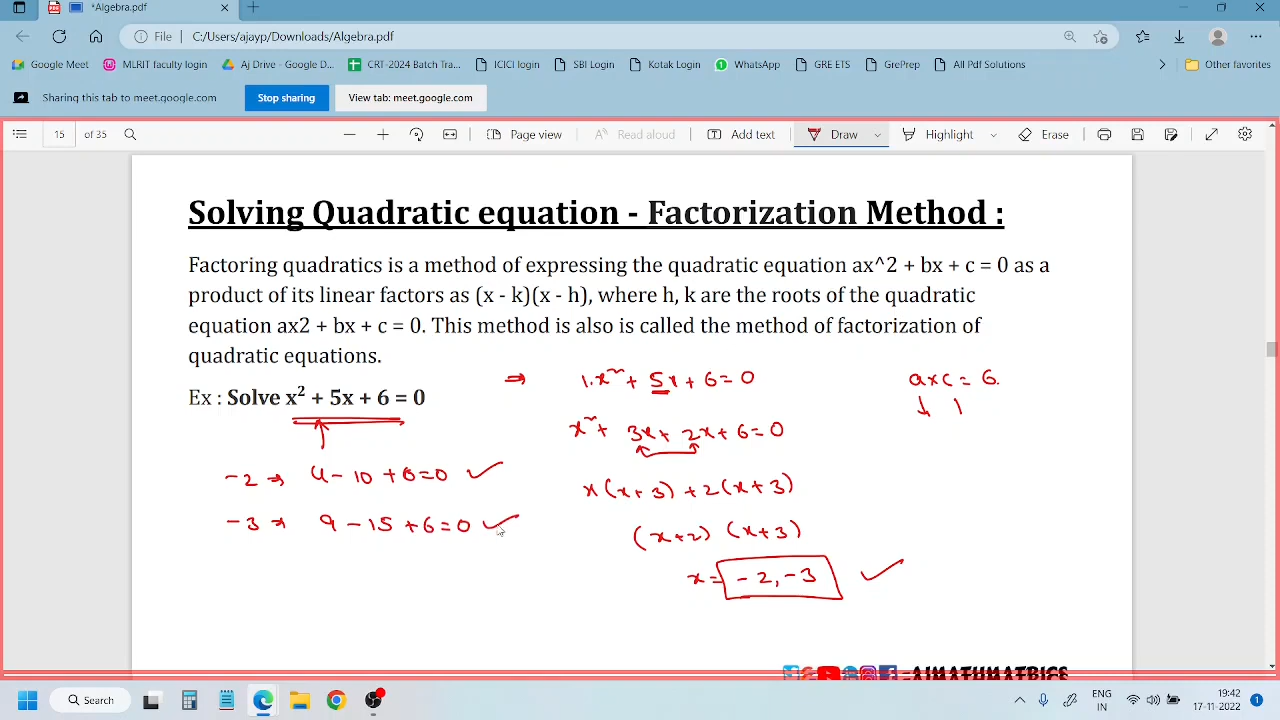 *Algebra.pdf
File C:/Users/ajayp/Downloads/Algebra.pdf
Google Meet MLRIT faculty login Aj Drive - Google D... CRT-2024 Batch Tra... ICICI login SBI Login Kotak Login WhatsApp GRE ETS GrePrep All Pdf Solutions Other favorites
Sharing this tab to meet.google.com Stop sharing View tab: meet.google.com
15 of 35 Page view Read aloud Add text Draw Highlight Erase
Solving Quadratic equation - Factorization Method :
Factoring quadratics is a method of expressing the quadratic equation ax^2 + bx + c = 0 as a
product of its linear factors as (x - k)(x - h), where h, k are the roots of the quadratic
equation ax2 + bx + c = 0. This method is also is called the method of factorization of
quadratic equations.
Ex : Solve x² + 5x + 6 = 0
⇒ 1.x² + 5x + 6 = 0
a×c = 6.
↓ \
x² + 3x + 2x + 6 = 0
-2 → 4 - 10 + 6 = 0 ✓
x(x+3) + 2(x+3)
-3 → 9 - 15 + 6 = 0 ✓
(x+2) (x+3)
x = -2, -3 ✓
=AJMATHMATRICS
Search ENG 19:42
IN 17-11-2022 1